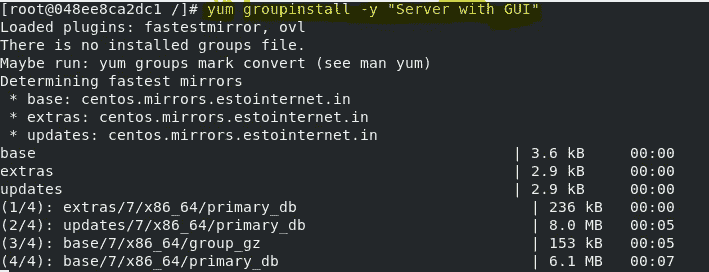 [root@048ee8ca2dc1 /]# yum groupinstall -y "Server with GUI"
Loaded plugins: fastestmirror, ovl
There is no installed groups file.
Maybe run: yum groups mark convert (see man yum)
Determining fastest mirrors
 * base: centos.mirrors.estointernet.in
 * extras: centos.mirrors.estointernet.in
 * updates: centos.mirrors.estointernet.in
base | 3.6 kB 00:00
extras | 2.9 kB 00:00
updates | 2.9 kB 00:00
(1/4): extras/7/x86_64/primary_db | 236 kB 00:00
(2/4): updates/7/x86_64/primary_db | 8.0 MB 00:05
(3/4): base/7/x86_64/group_gz | 153 kB 00:05
(4/4): base/7/x86_64/primary_db | 6.1 MB 00:07